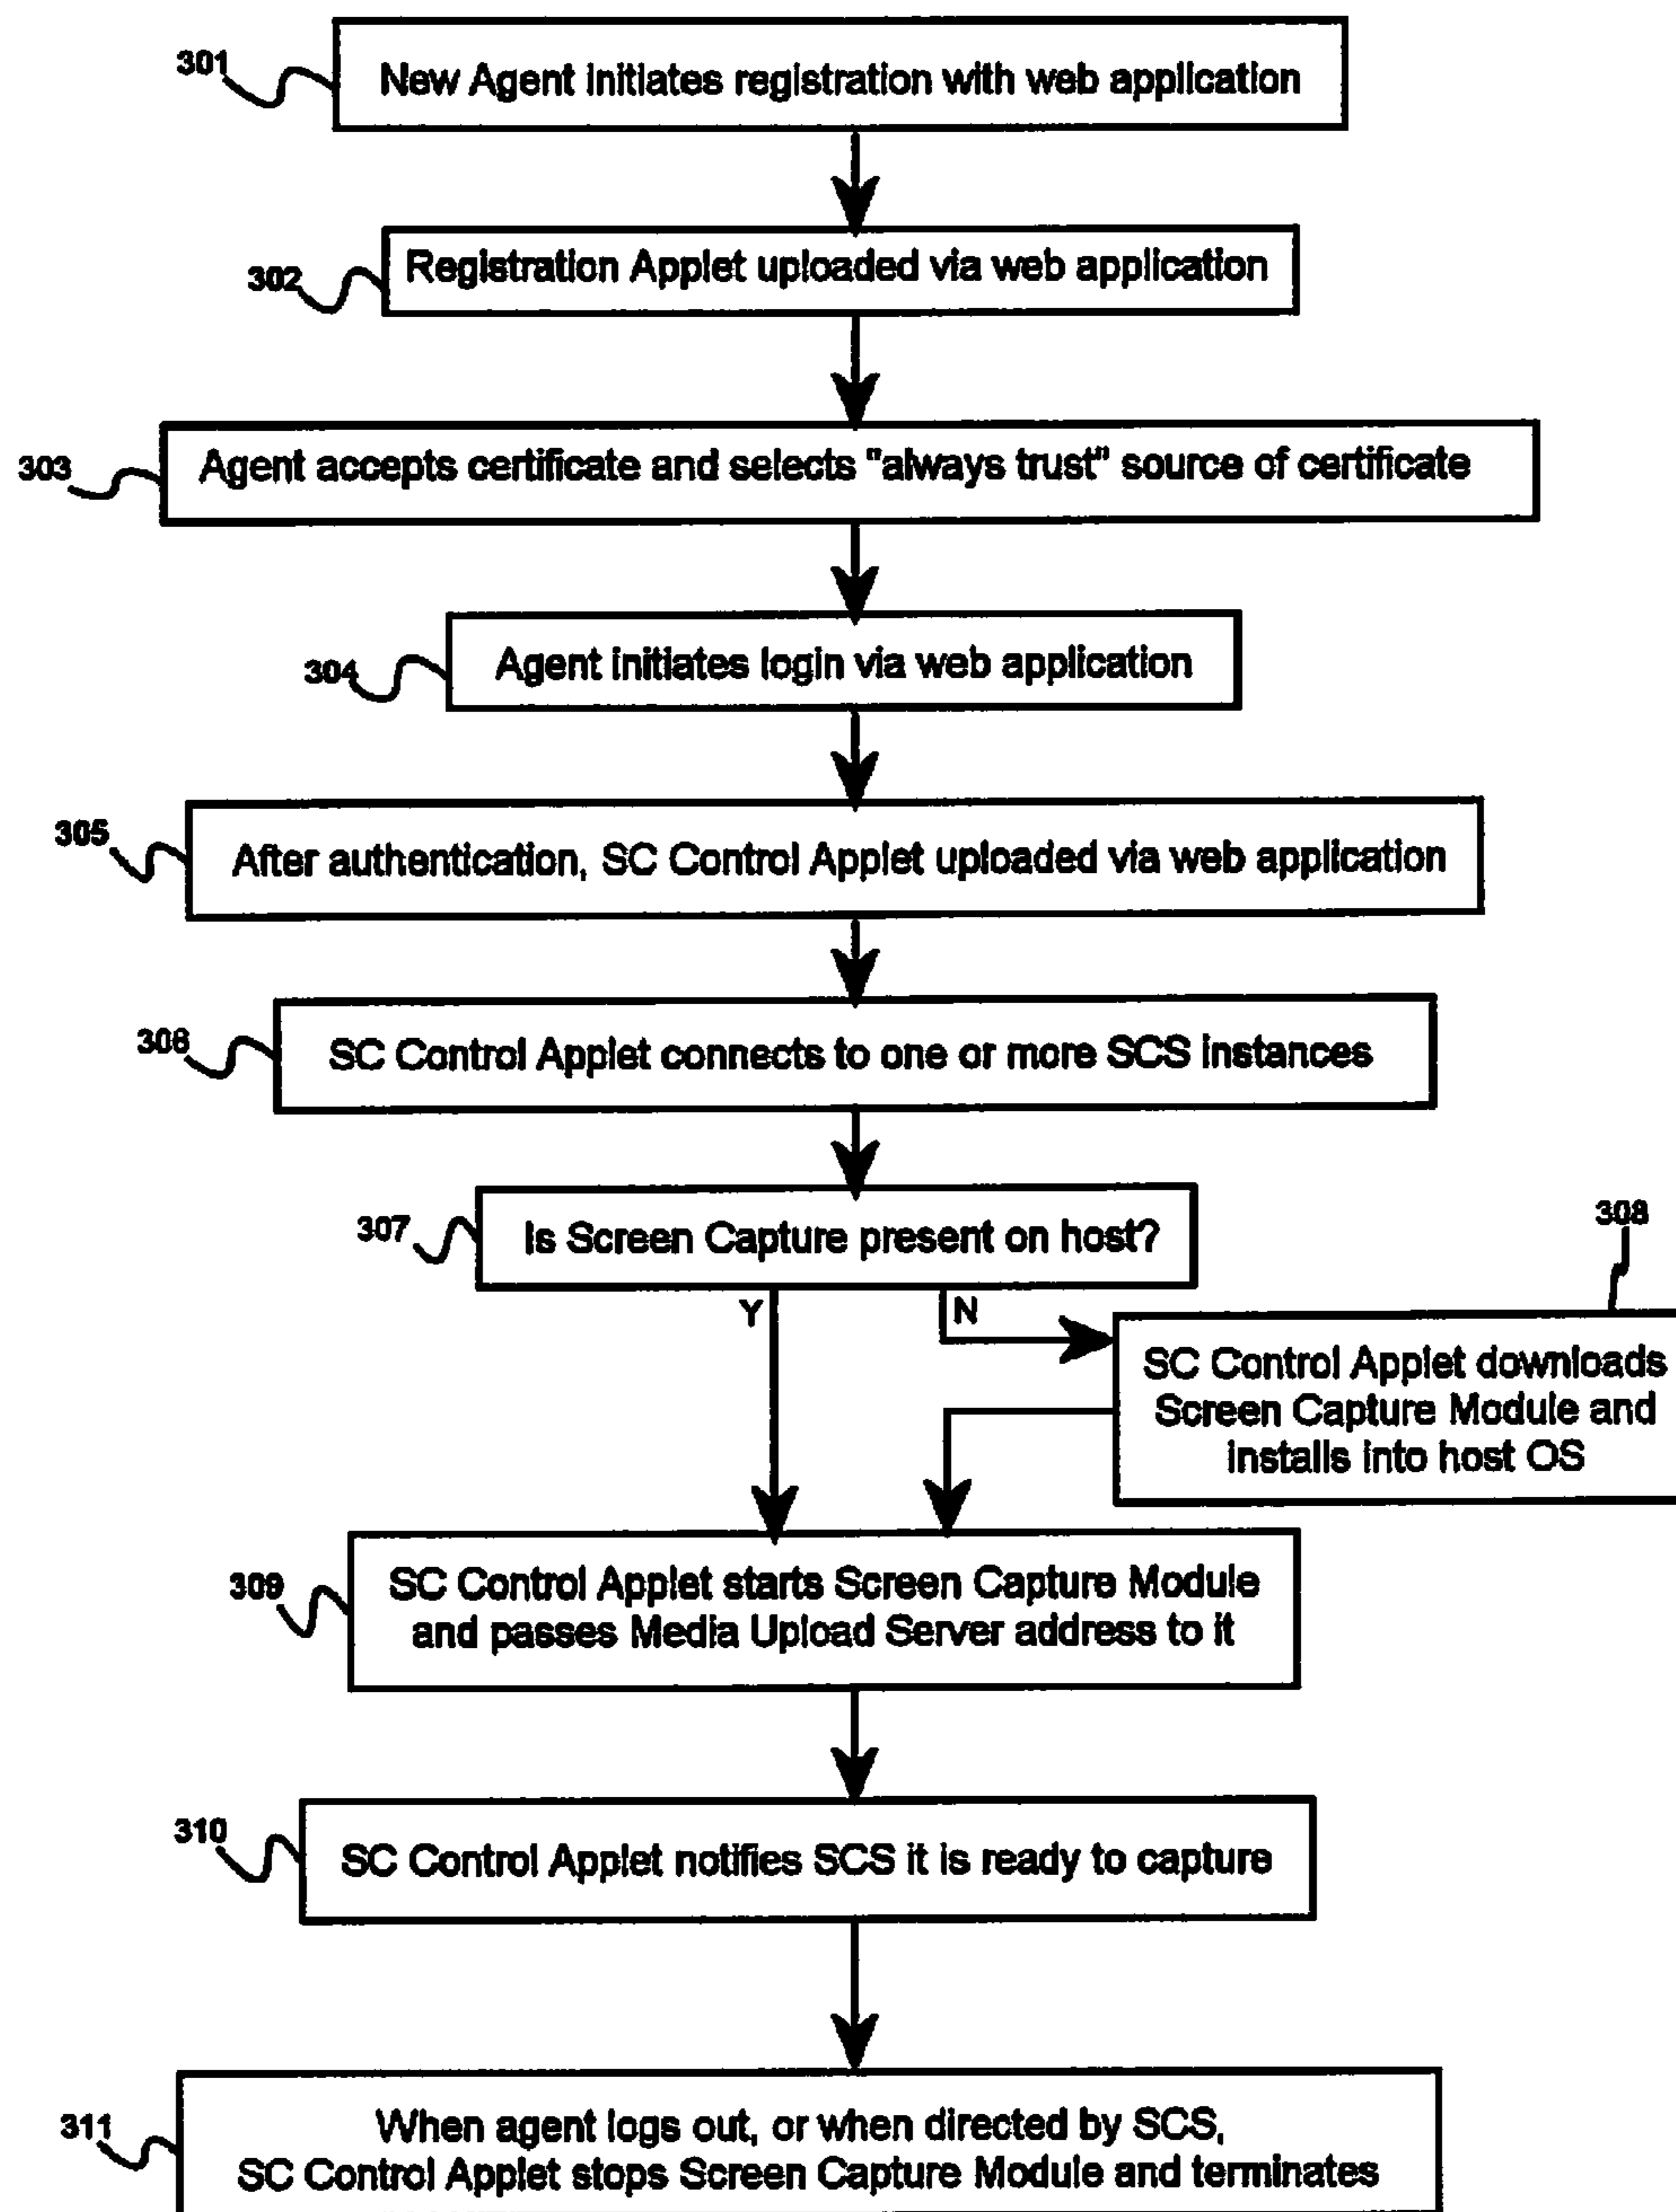 301
New Agent initiates registration with web application
302
Registration Applet uploaded via web application
303
Agent accepts certificate and selects "always trust" source of certificate
304
Agent initiates login via web application
305
After authentication, SC Control Applet uploaded via web application
306
SC Control Applet connects to one or more SCS instances
307
Is Screen Capture present on host?
308
Y
N
SC Control Applet downloads
Screen Capture Module and
installs into host OS
309
SC Control Applet starts Screen Capture Module
and passes Media Upload Server address to it
310
SC Control Applet notifies SCS it is ready to capture
311
When agent logs out, or when directed by SCS,
SC Control Applet stops Screen Capture Module and terminates